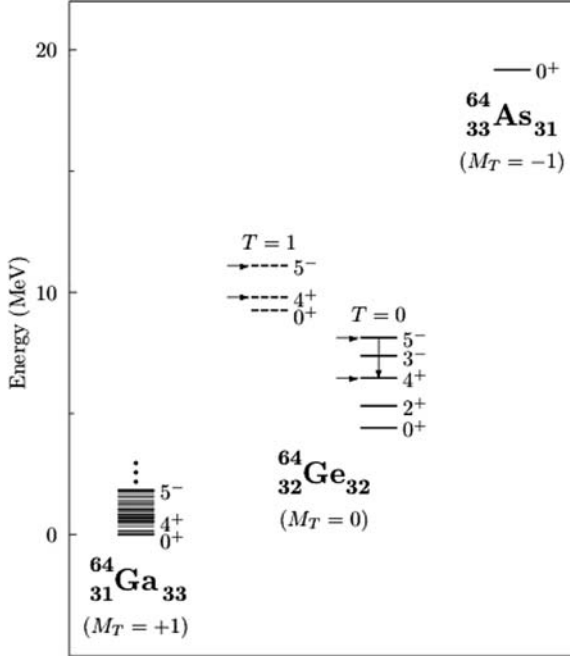 20
0⁺
⁶⁴₃₃As₃₁
(M_T = −1)
T = 1
5⁻
10
4⁺
0⁺
T = 0
5⁻
3⁻
4⁺
2⁺
0⁺
Energy (MeV)
⁶⁴₃₂Ge₃₂
(M_T = 0)
5⁻
4⁺
0
0⁺
⁶⁴₃₁Ga₃₃
(M_T = +1)